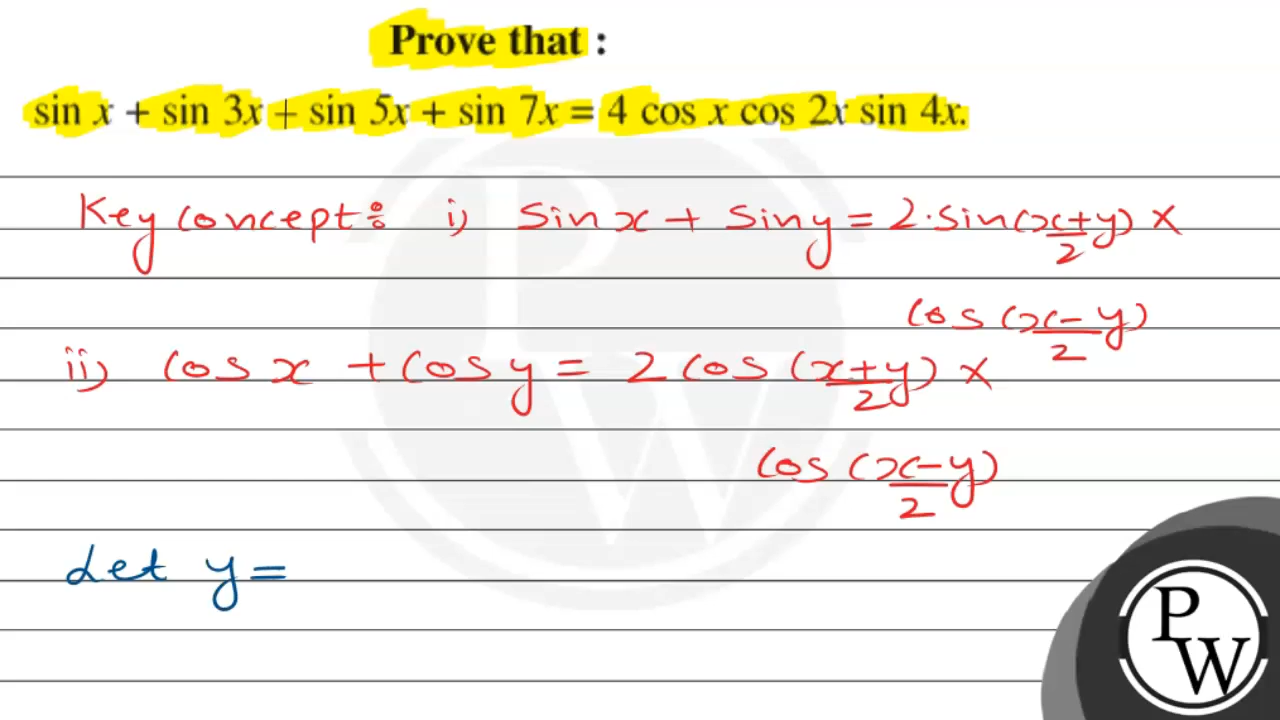 Prove that :
sin x + sin 3x + sin 5x + sin 7x = 4 cos x cos 2x sin 4x.
Key concept: i) sin x + sin y = 2·sin (x+y)/2 ×
cos (x-y)/2
ii) cos x + cos y = 2 cos (x+y)/2 ×
cos (x-y)/2
Let y =
P
W